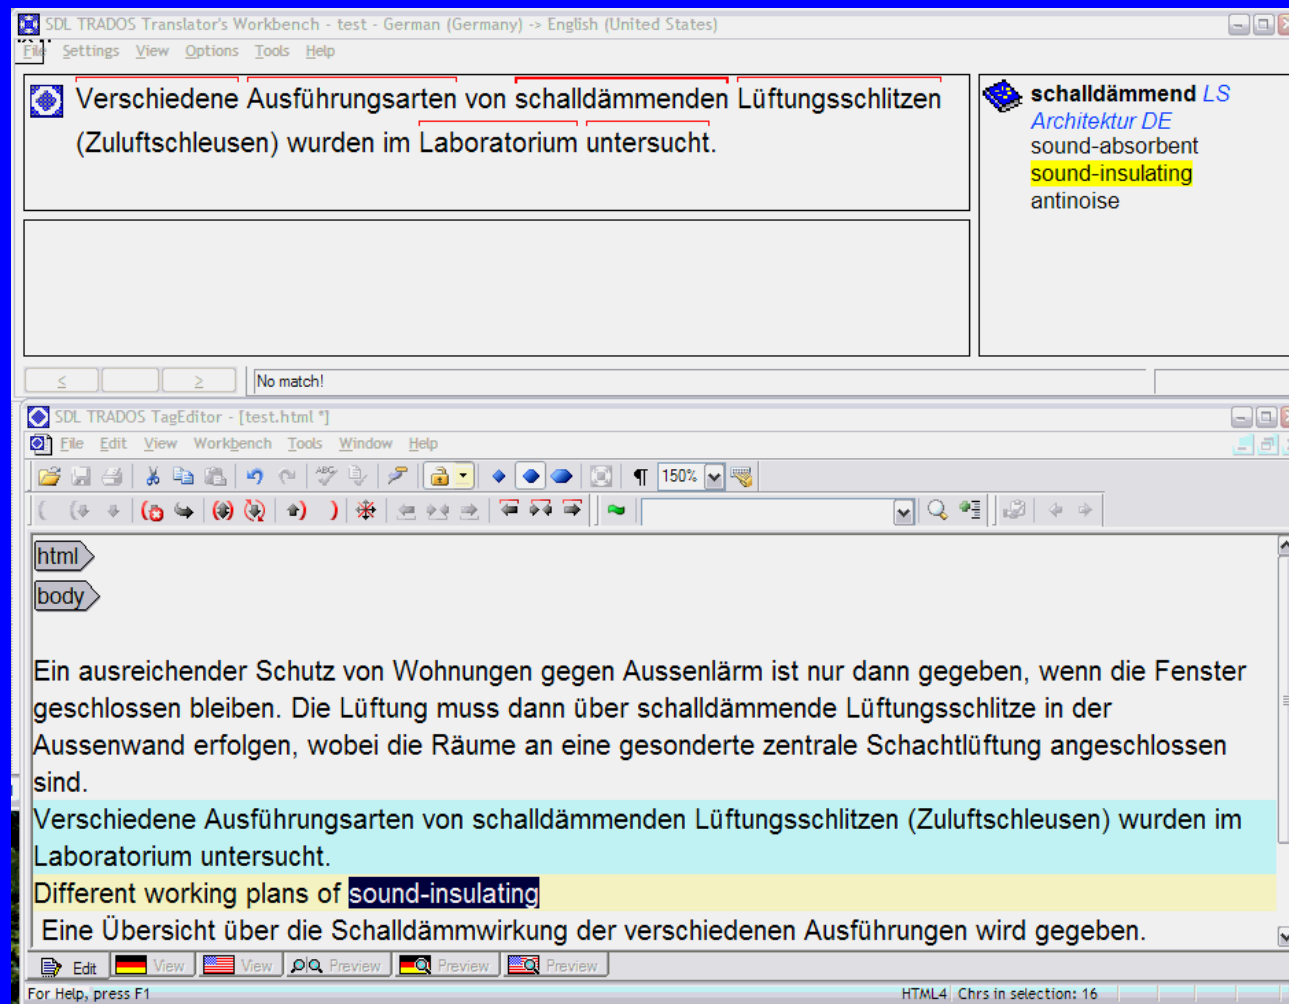 SDL TRADOS Translator's Workbench - test - German (Germany) -> English (United States)
File Settings View Options Tools Help
Verschiedene Ausführungsarten von schalldämmenden Lüftungsschlitzen
(Zuluftschleusen) wurden im Laboratorium untersucht.
schalldämmend LS
Architektur DE
sound-absorbent
sound-insulating
antinoise
No match!
SDL TRADOS TagEditor - [test.html *]
File Edit View Workbench Tools Window Help
150%
html
body
Ein ausreichender Schutz von Wohnungen gegen Aussenlärm ist nur dann gegeben, wenn die Fenster
geschlossen bleiben. Die Lüftung muss dann über schalldämmende Lüftungsschlitze in der
Aussenwand erfolgen, wobei die Räume an eine gesonderte zentrale Schachtlüftung angeschlossen
sind.
Verschiedene Ausführungsarten von schalldämmenden Lüftungsschlitzen (Zuluftschleusen) wurden im
Laboratorium untersucht.
Different working plans of sound-insulating
Eine Übersicht über die Schalldämmwirkung der verschiedenen Ausführungen wird gegeben.
Edit View View Preview Preview Preview
For Help, press F1 HTML4 Chrs in selection: 16